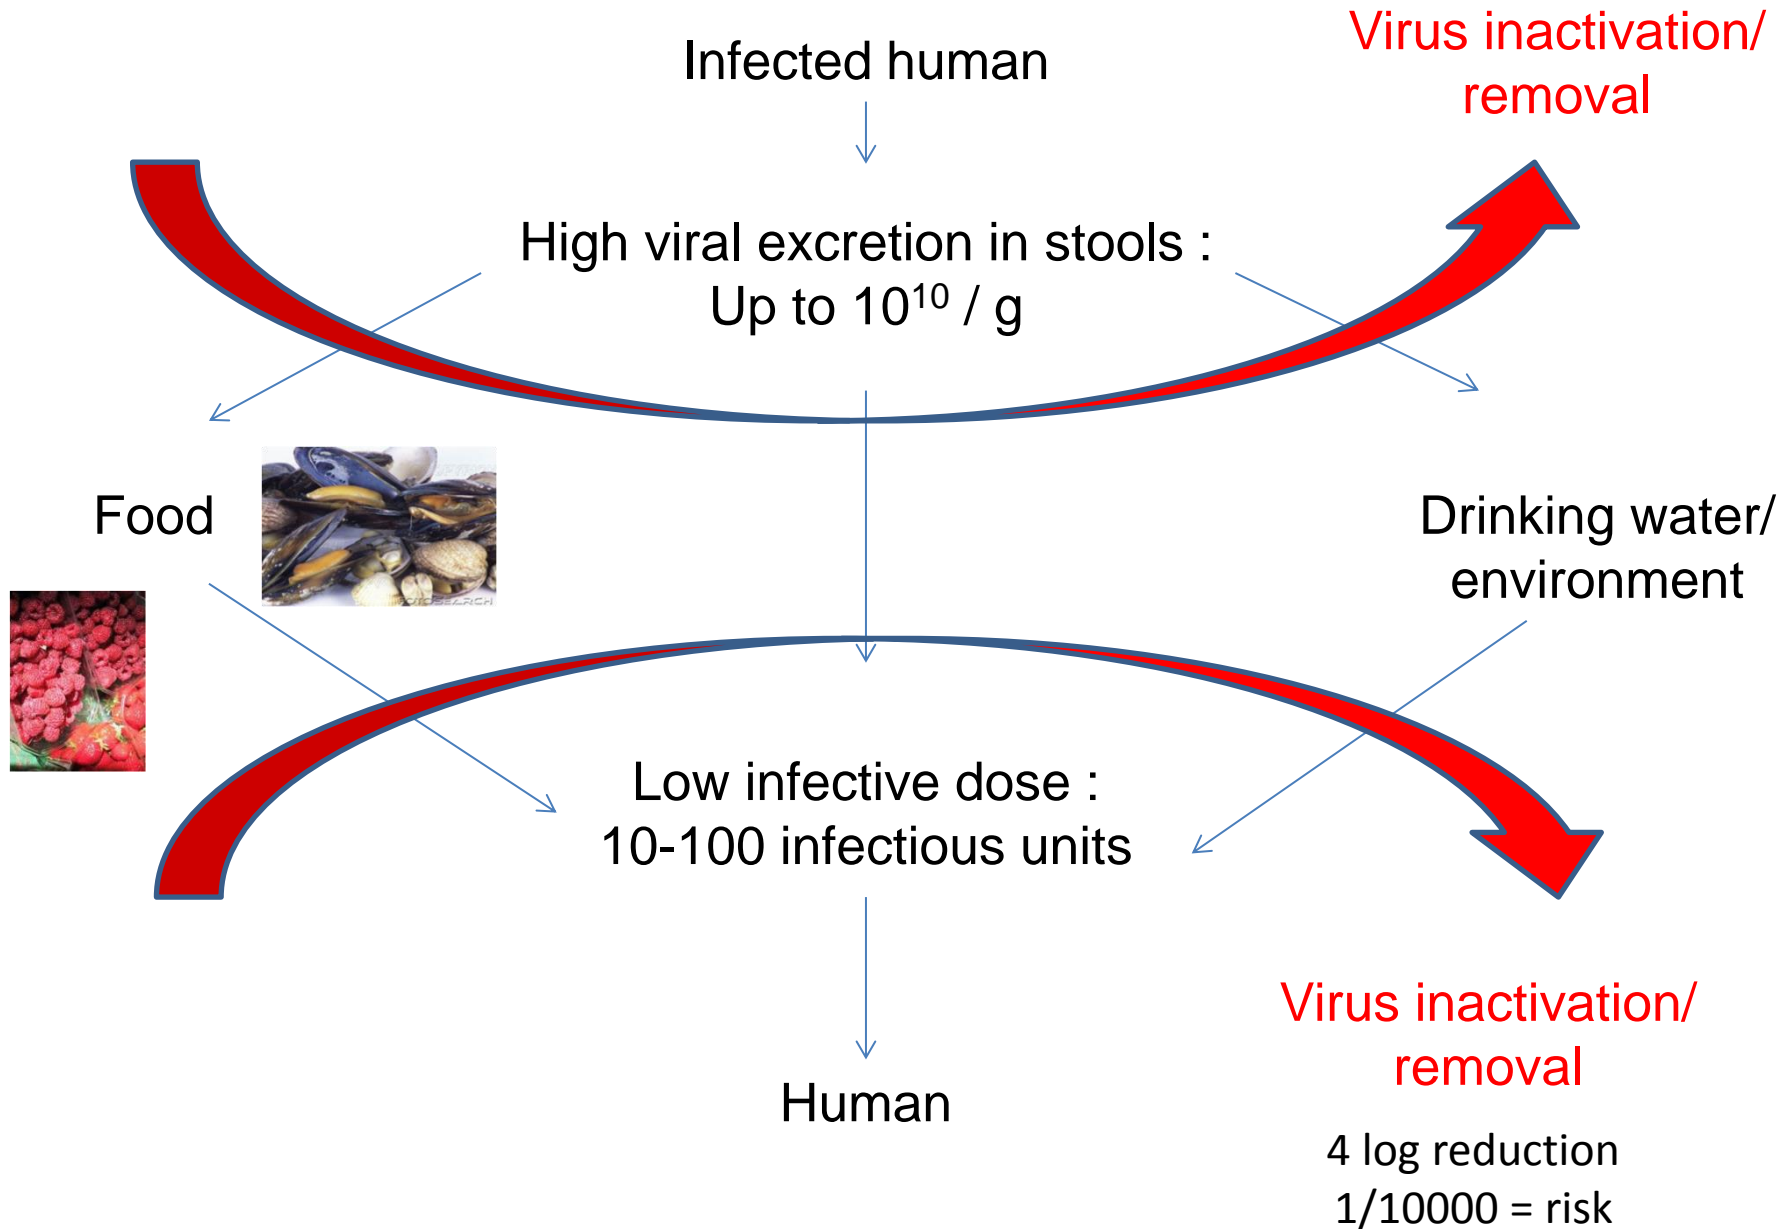 Infected human
Virus inactivation/
removal
High viral excretion in stools :
Up to 10¹⁰ / g
Food
FOTOSEARCH
Drinking water/
environment
Low infective dose :
10-100 infectious units
Human
Virus inactivation/
removal
4 log reduction
1/10000 = risk